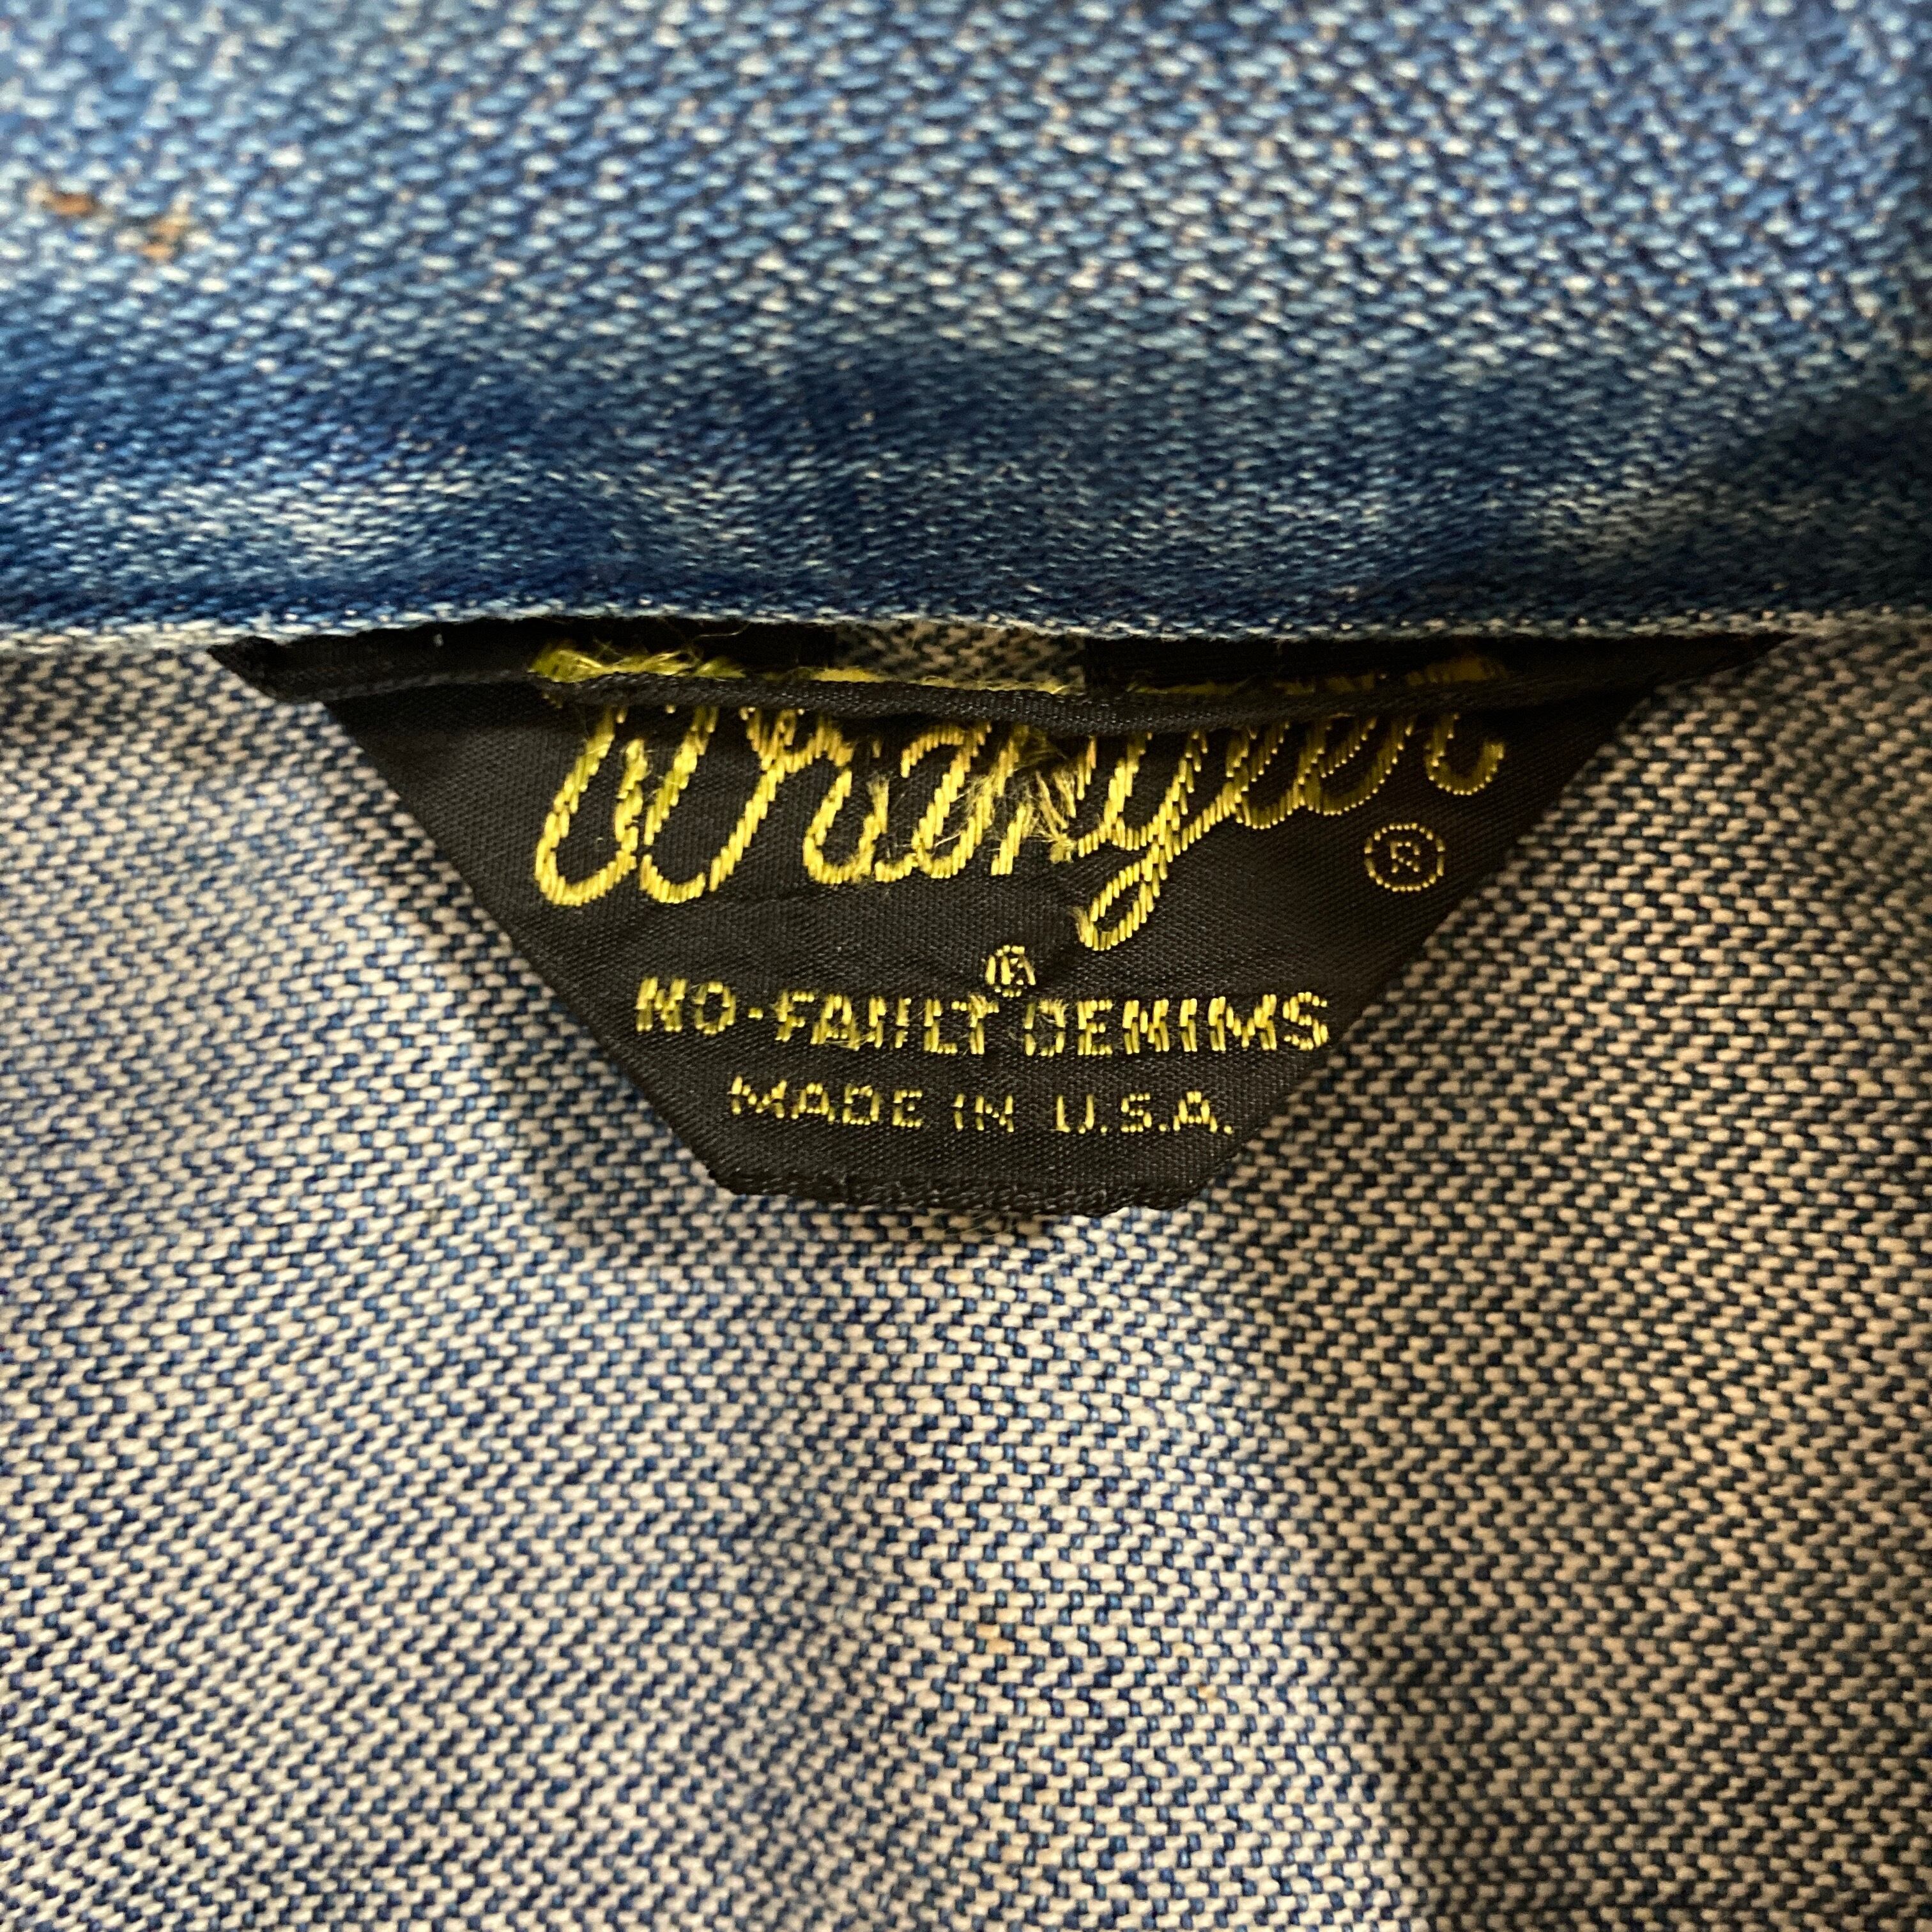 Wrangler ®
®
NO-FAULT DENIMS
MADE IN U.S.A.